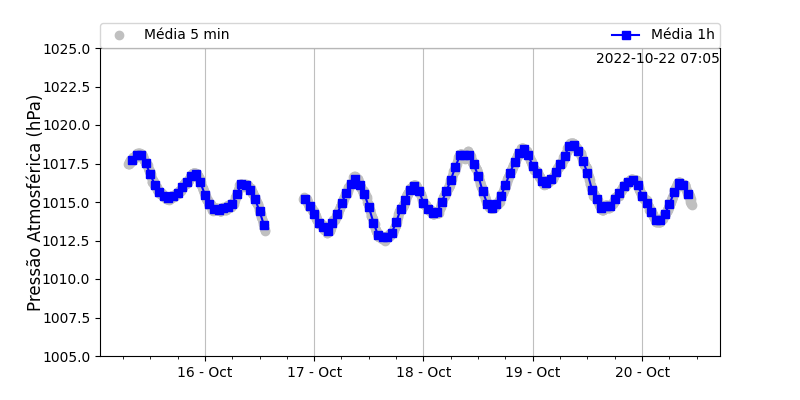 Média 5 min
Média 1h
2022-10-22 07:05
Pressão Atmosférica (hPa)
1025.0
1022.5
1020.0
1017.5
1015.0
1012.5
1010.0
1007.5
1005.0
16 - Oct
17 - Oct
18 - Oct
19 - Oct
20 - Oct